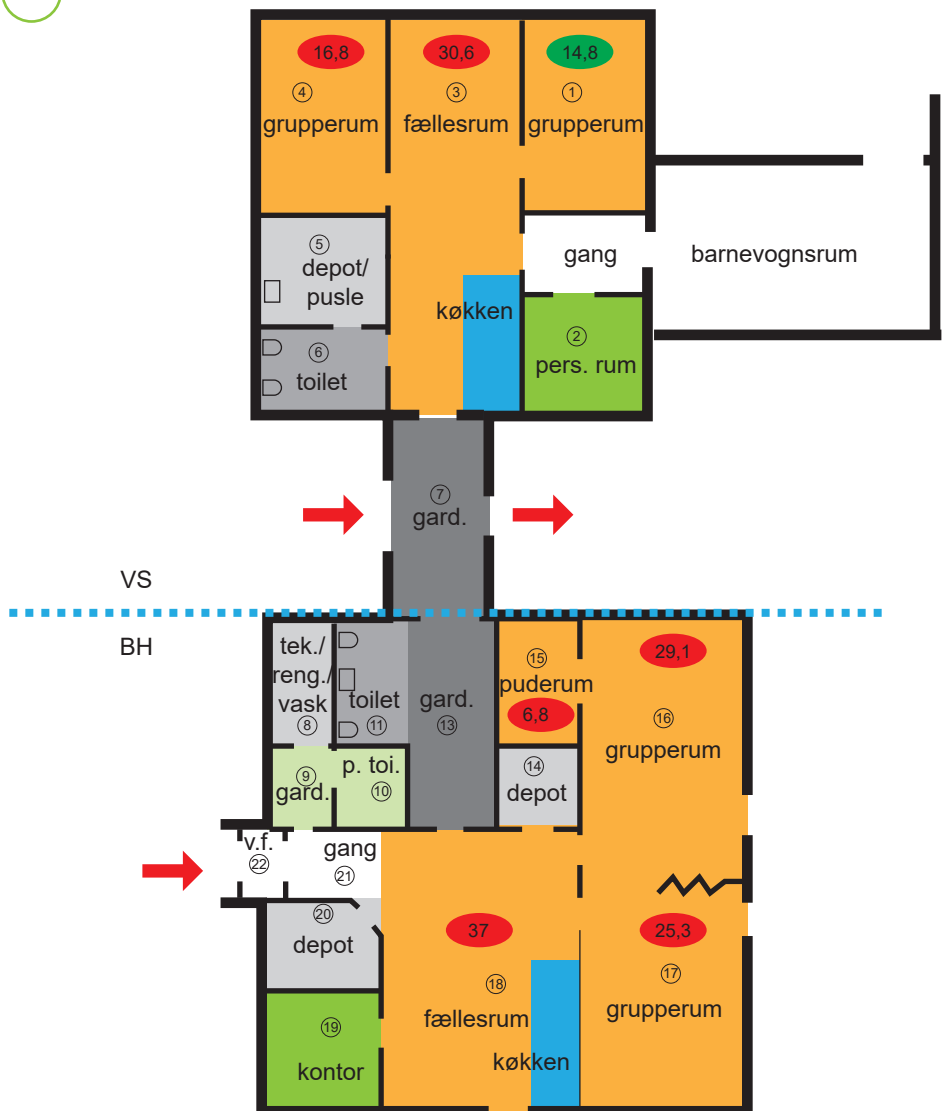 16,8
30,6
14,8
4
3
1
grupperum
fællesrum
grupperum
5
depot/
pusle
gang
barnevognsrum
køkken
6
toilet
2
pers. rum
7
gard.
VS
BH
tek./
reng./
vask
8
toilet
11
gard.
13
15
puderum
6,8
29,1
16
grupperum
9
gard.
p. toi.
10
14
depot
v.f.
22
gang
21
20
depot
37
25,3
18
fællesrum
17
grupperum
19
kontor
køkken